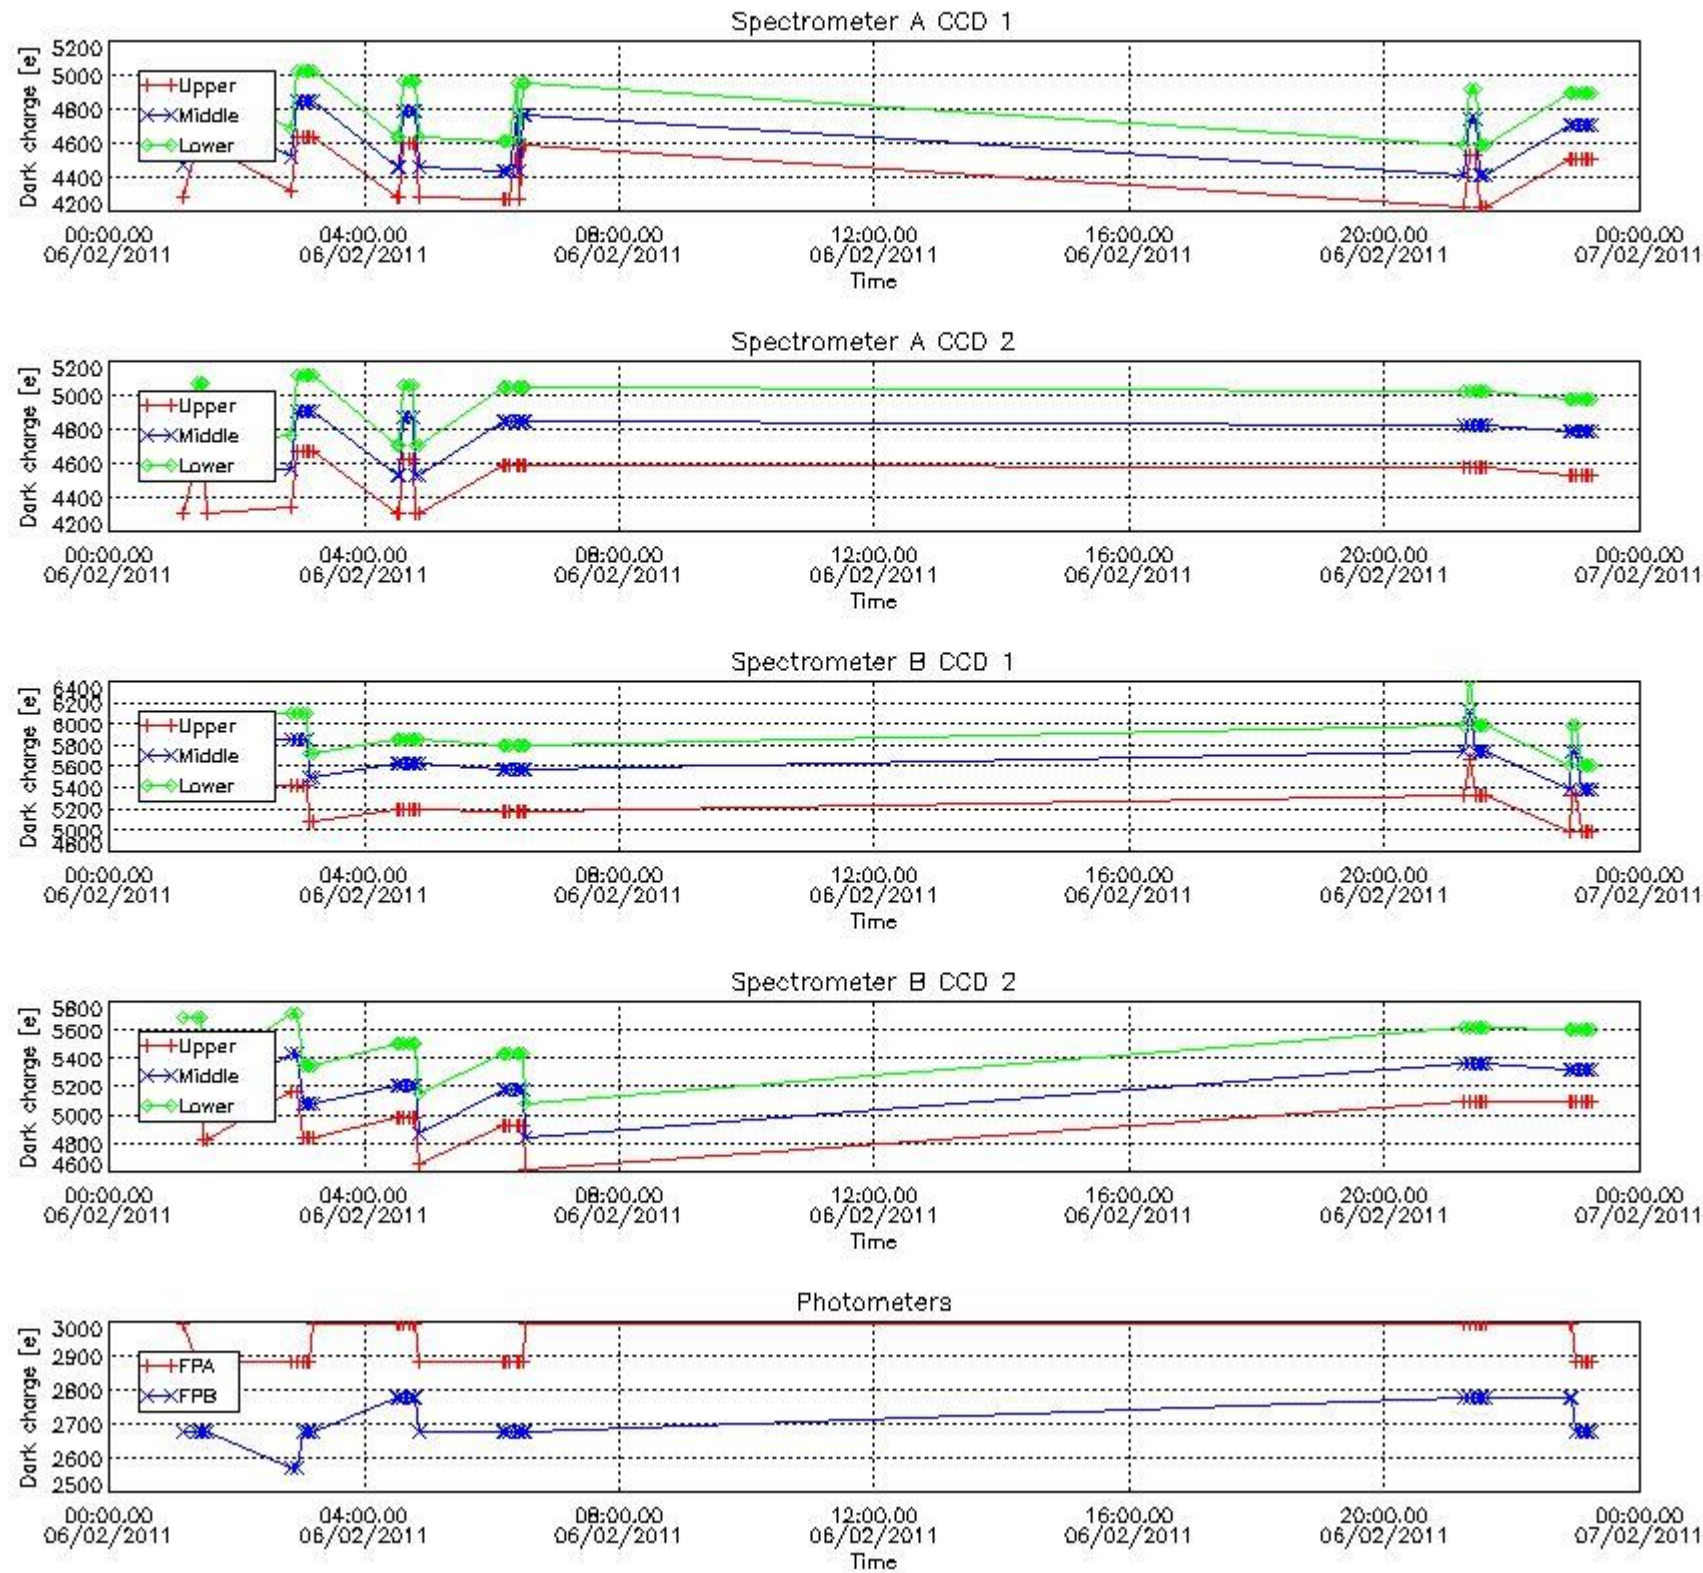 Spectrometer A CCD 1
Dark charge [e]
5200
5000
4800
4600
4400
4200
Upper
Middle
Lower
00:00.00 04:00.00 08:00.00 12:00.00 16:00.00 20:00.00 00:00.00
06/02/2011 06/02/2011 06/02/2011 06/02/2011 06/02/2011 06/02/2011 07/02/2011
Time
Spectrometer A CCD 2
Dark charge [e]
5200
5000
4800
4600
4400
4200
Upper
Middle
Lower
00:00.00 04:00.00 08:00.00 12:00.00 16:00.00 20:00.00 00:00.00
06/02/2011 06/02/2011 06/02/2011 06/02/2011 06/02/2011 06/02/2011 07/02/2011
Time
Spectrometer B CCD 1
Dark charge [e]
6400
6200
6000
5800
5600
5400
5200
5000
4800
Upper
Middle
Lower
00:00.00 04:00.00 08:00.00 12:00.00 16:00.00 20:00.00 00:00.00
06/02/2011 06/02/2011 06/02/2011 06/02/2011 06/02/2011 06/02/2011 07/02/2011
Time
Spectrometer B CCD 2
Dark charge [e]
5800
5600
5400
5200
5000
4800
4600
Upper
Middle
Lower
00:00.00 04:00.00 08:00.00 12:00.00 16:00.00 20:00.00 00:00.00
06/02/2011 06/02/2011 06/02/2011 06/02/2011 06/02/2011 06/02/2011 07/02/2011
Time
Photometers
Dark charge [e]
3000
2900
2800
2700
2600
2500
FPA
FPB
00:00.00 04:00.00 08:00.00 12:00.00 16:00.00 20:00.00 00:00.00
06/02/2011 06/02/2011 06/02/2011 06/02/2011 06/02/2011 06/02/2011 07/02/2011
Time